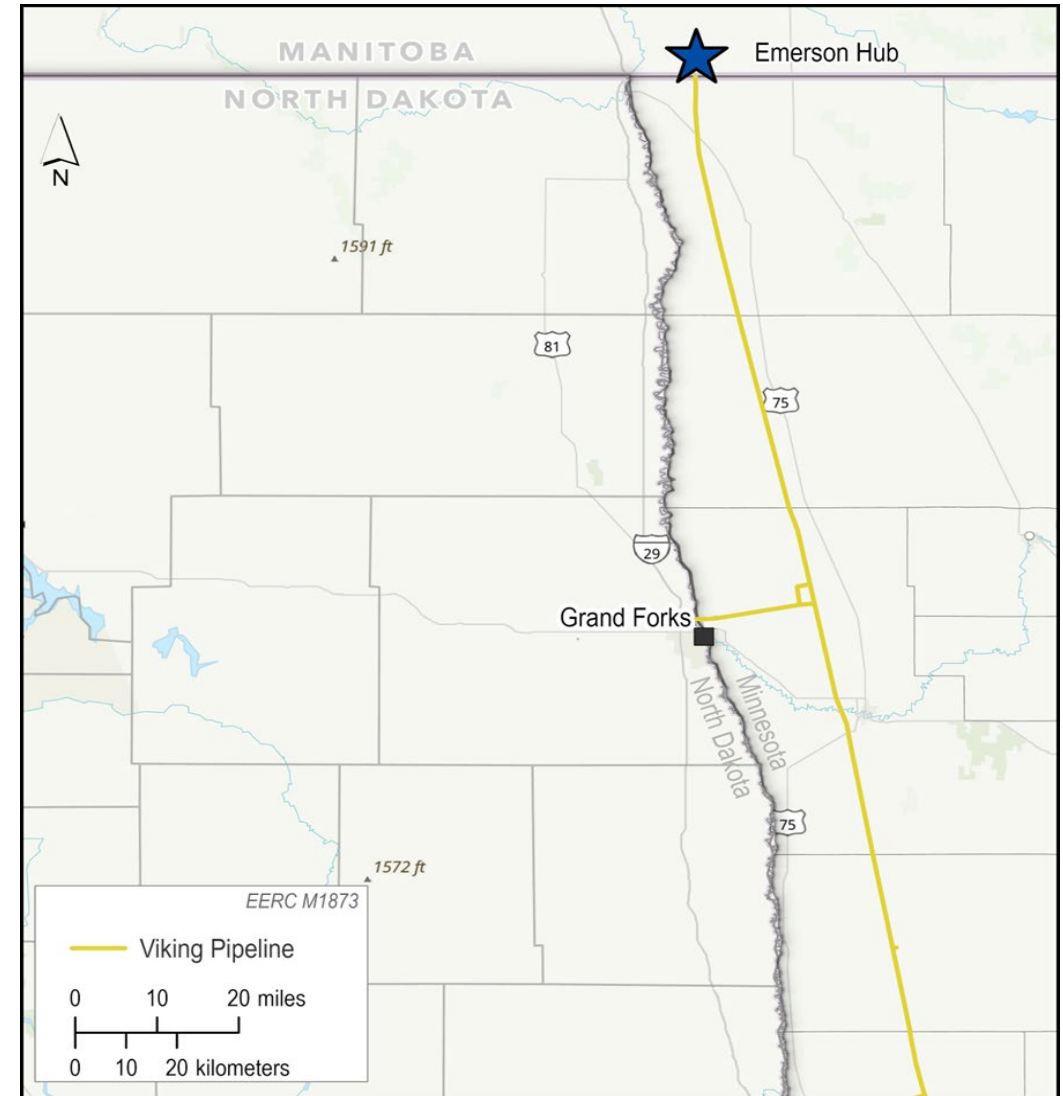 MANITOBA
Emerson Hub
NORTH DAKOTA
N
1591 ft
81
75
29
Grand Forks
Minnesota
North Dakota
75
1572 ft
EERC M1873
Viking Pipeline
0 10 20 miles
0 10 20 kilometers